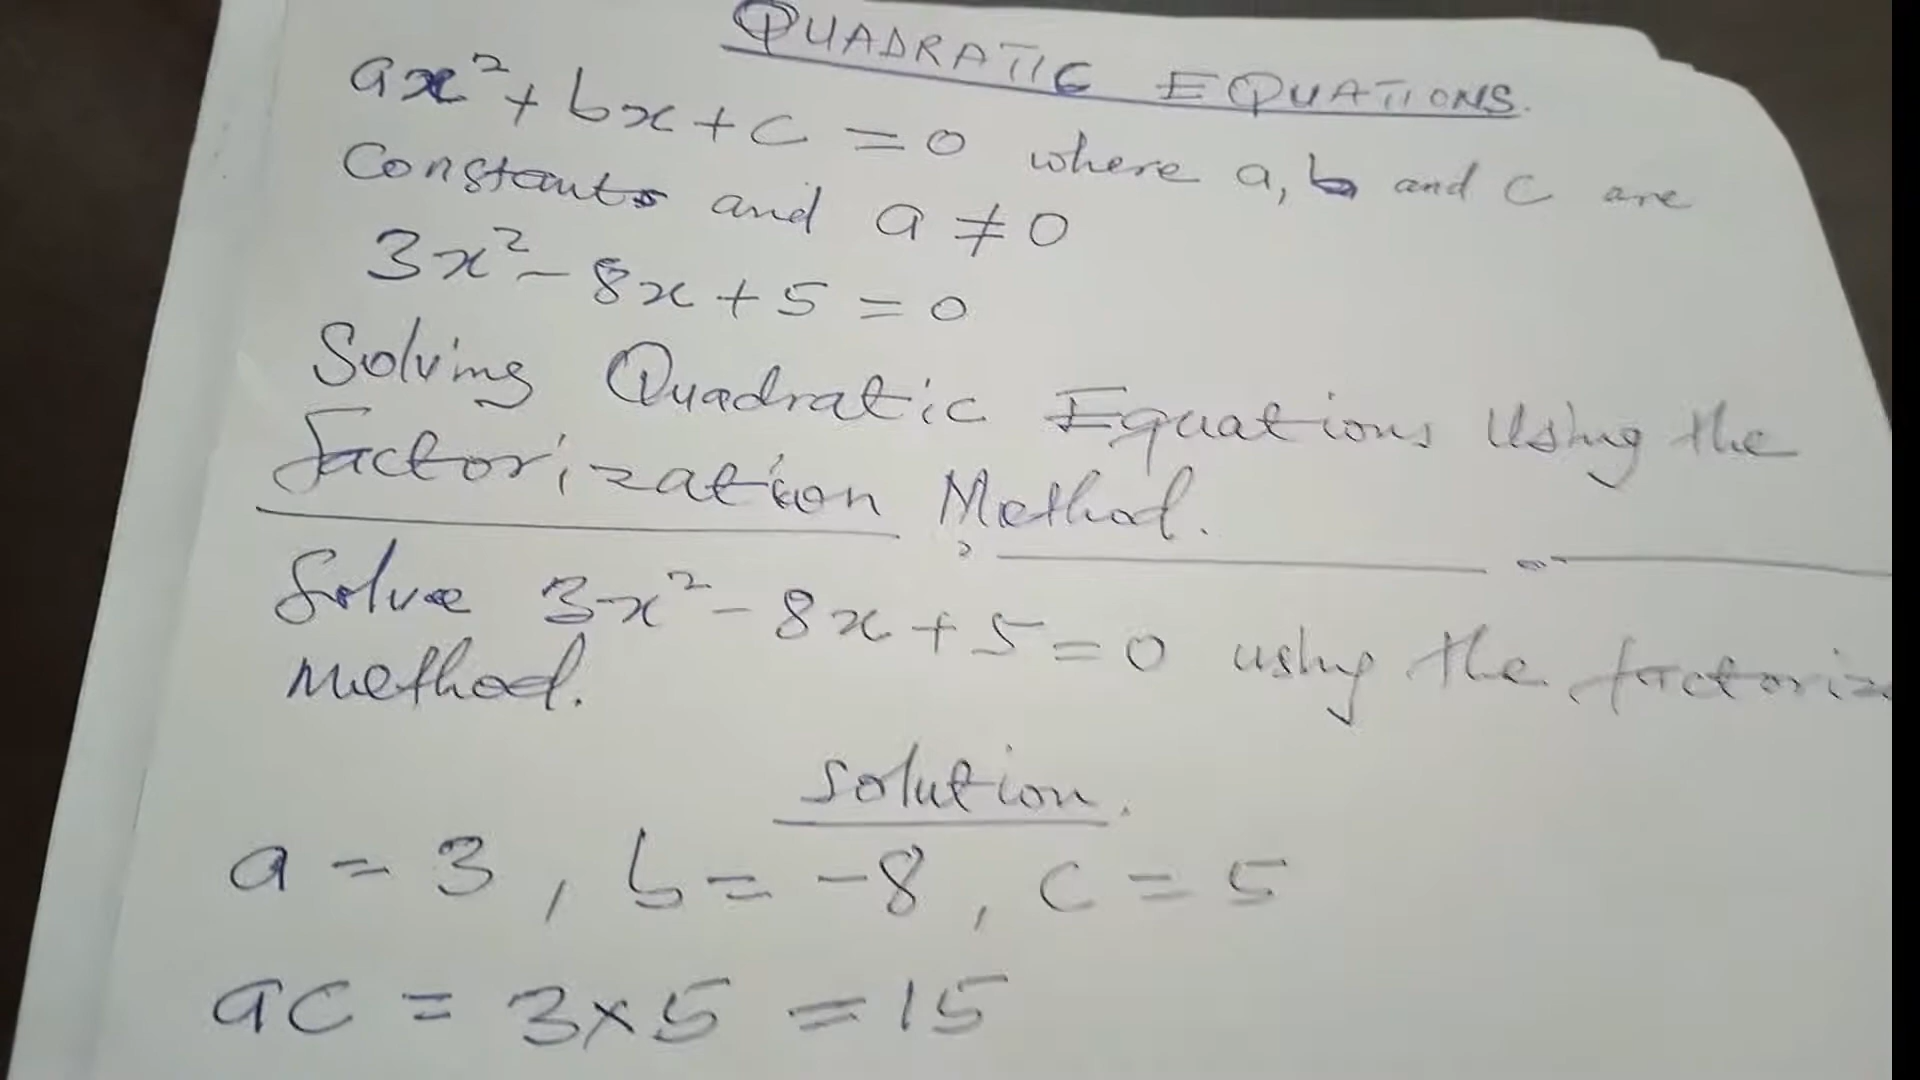 QUADRATIC EQUATIONS.
ax² + bx + c = 0 where a, b and c are
Constants and a ≠ 0
3x² - 8x + 5 = 0
Solving Quadratic Equations Using the
Factorization Method.
Solve 3x² - 8x + 5 = 0 using the factoriz
method.
solution.
a = 3, b = -8, c = 5
ac = 3×5 = 15